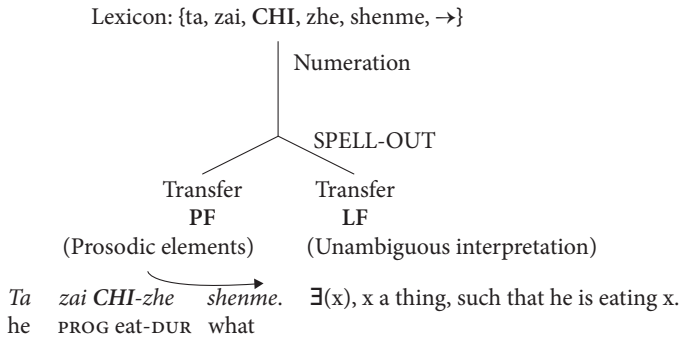 Lexicon: {ta, zai, CHI, zhe, shenme, →}
Numeration
SPELL-OUT
Transfer Transfer
PF LF
(Prosodic elements) (Unambiguous interpretation)
Ta zai CHI-zhe shenme. ∃(x), x a thing, such that he is eating x.
he PROG eat-DUR what